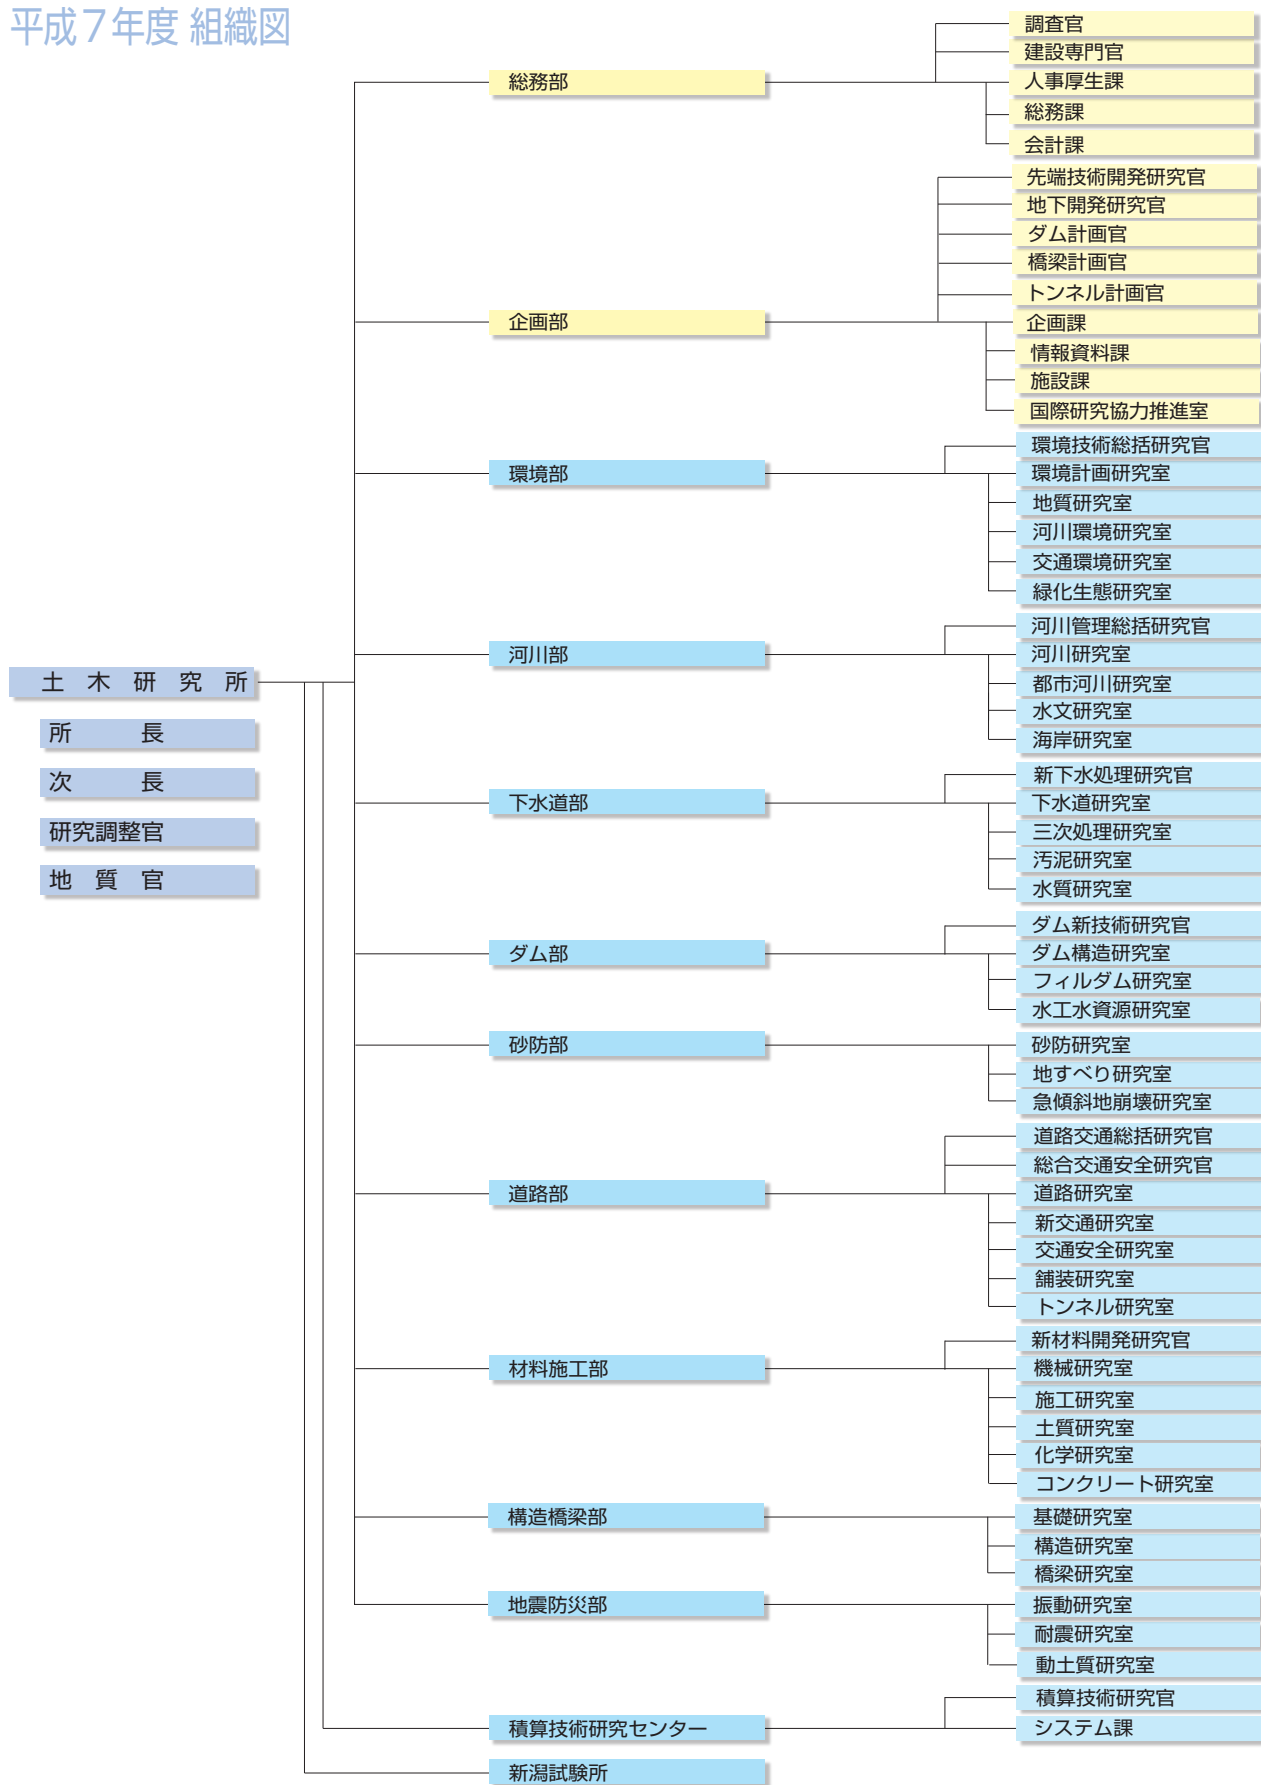 平成7年度 組織図
土木研究所
所長
次長
研究調整官
地質官
総務部
調査官
建設専門官
人事厚生課
総務課
会計課
企画部
先端技術開発研究官
地下開発研究官
ダム計画官
橋梁計画官
トンネル計画官
企画課
情報資料課
施設課
国際研究協力推進室
環境部
環境技術総括研究官
環境計画研究室
地質研究室
河川環境研究室
交通環境研究室
緑化生態研究室
河川部
河川管理総括研究官
河川研究室
都市河川研究室
水文研究室
海岸研究室
下水道部
新下水処理研究官
下水道研究室
三次処理研究室
汚泥研究室
水質研究室
ダム部
ダム新技術研究官
ダム構造研究室
フィルダム研究室
水工水資源研究室
砂防部
砂防研究室
地すべり研究室
急傾斜地崩壊研究室
道路部
道路交通総括研究官
総合交通安全研究官
道路研究室
新交通研究室
交通安全研究室
舗装研究室
トンネル研究室
材料施工部
新材料開発研究官
機械研究室
施工研究室
土質研究室
化学研究室
コンクリート研究室
構造橋梁部
基礎研究室
構造研究室
橋梁研究室
地震防災部
振動研究室
耐震研究室
動土質研究室
積算技術研究センター
積算技術研究官
システム課
新潟試験所